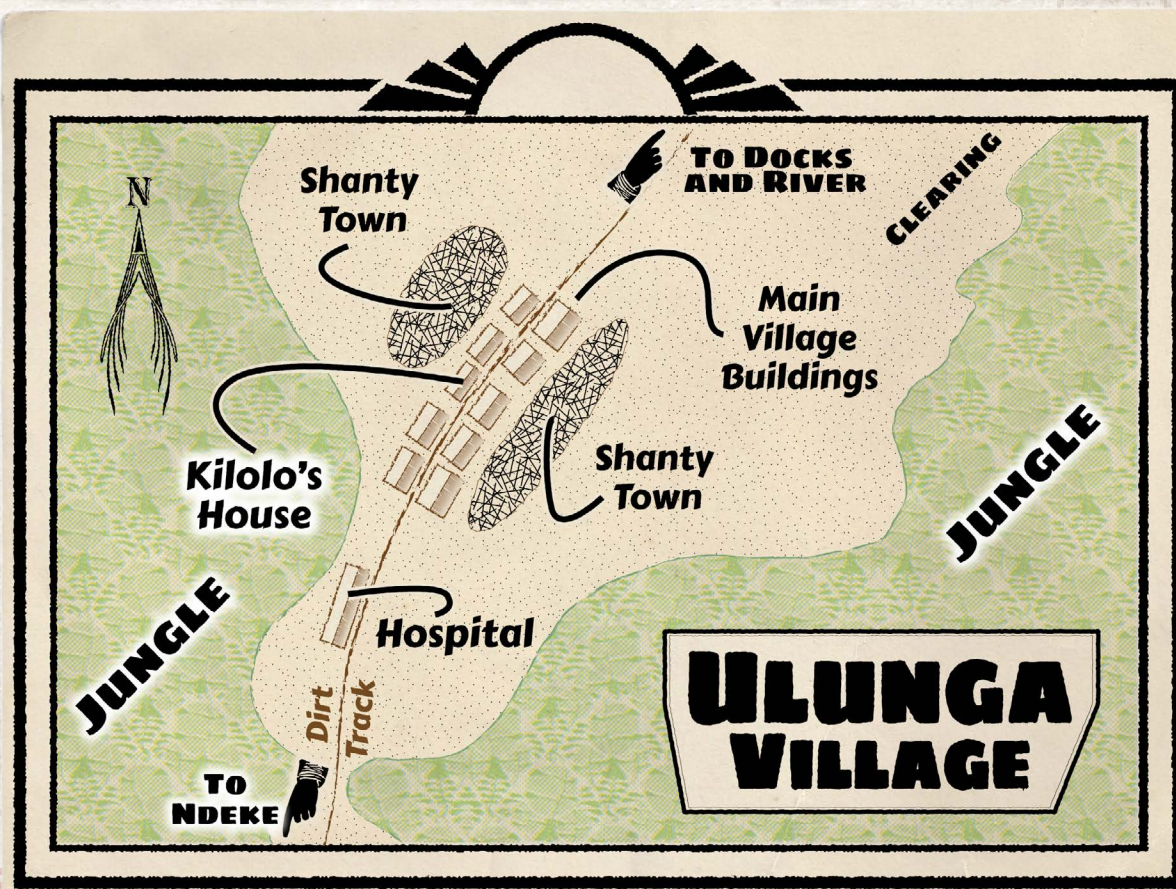 N
Shanty
Town
To Docks
and River
Clearing
Main
Village
Buildings
Kilolo's
House
Shanty
Town
Jungle
Jungle
Hospital
Dirt
Track
To
Ndeke
Ulunga
Village